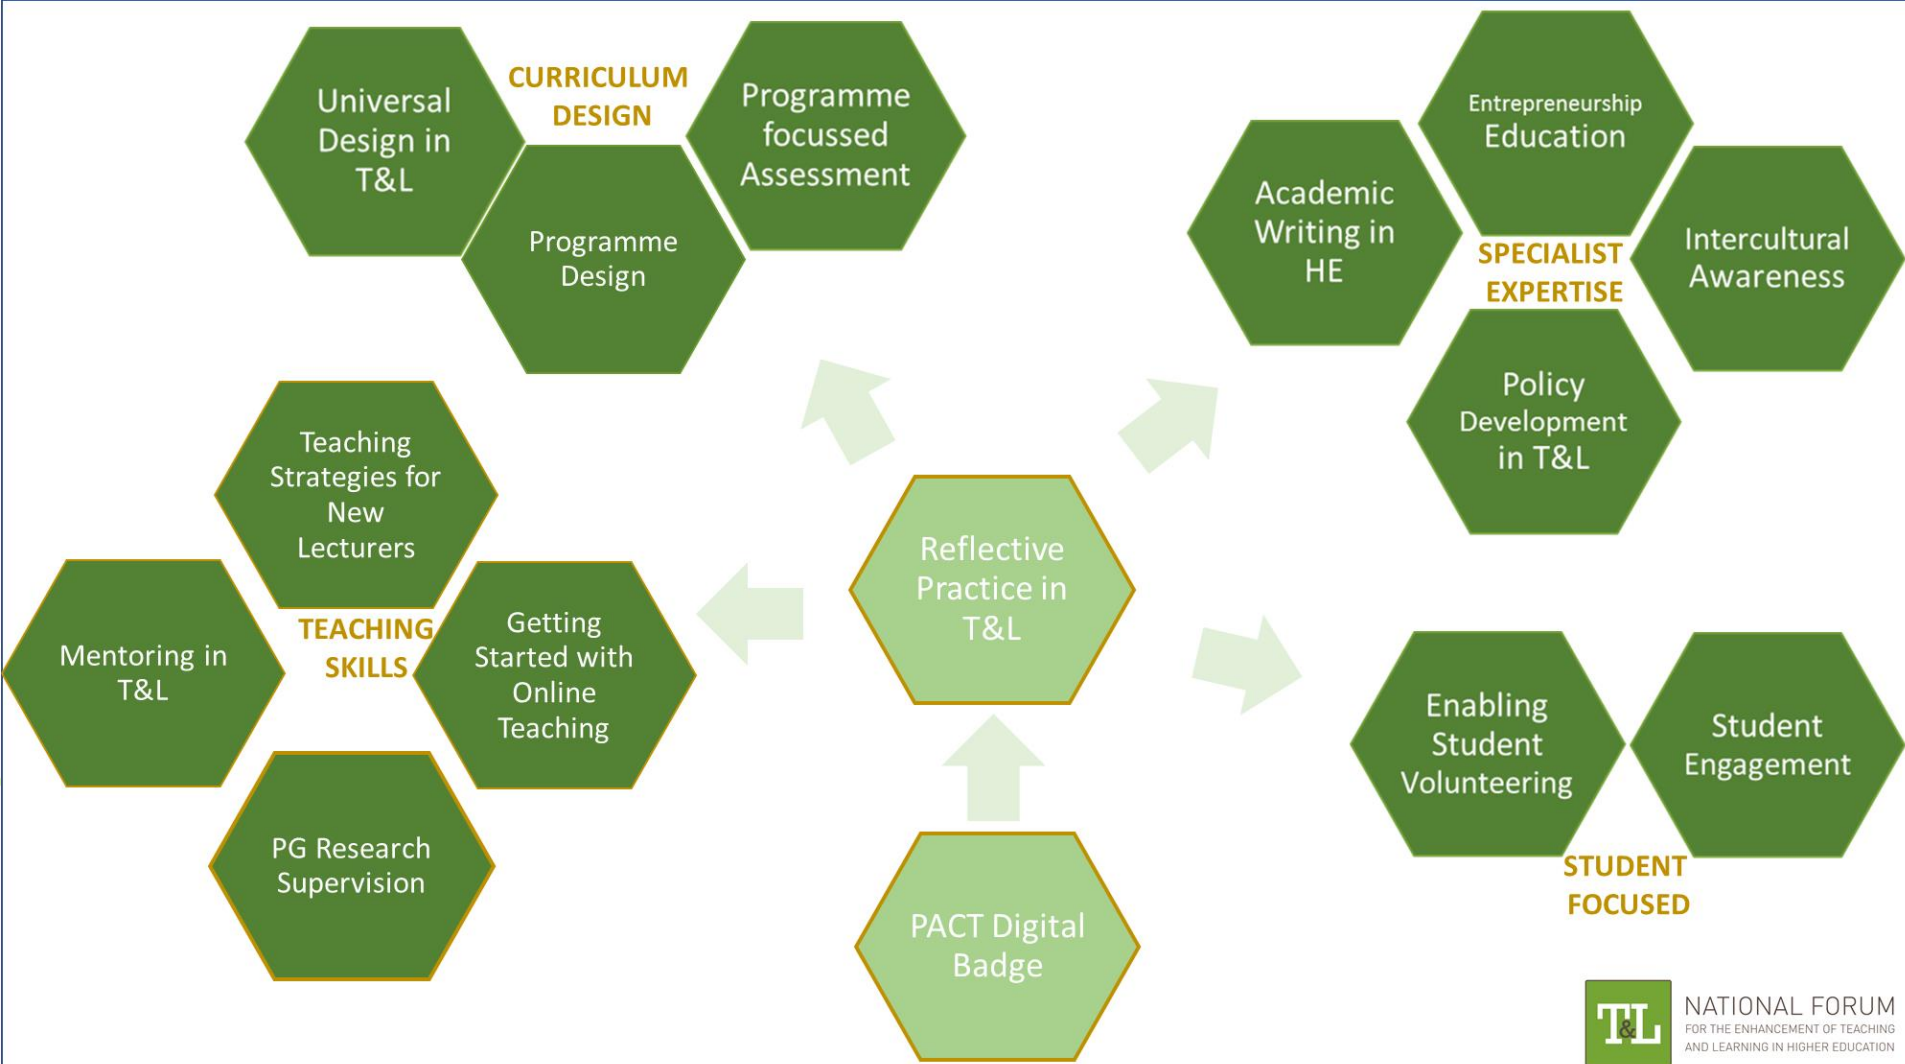 Universal
Design in
T&L
CURRICULUM
DESIGN
Programme
focussed
Assessment
Programme
Design
Entrepreneurship
Education
Academic
Writing in
HE
SPECIALIST
EXPERTISE
Intercultural
Awareness
Policy
Development
in T&L
Teaching
Strategies for
New
Lecturers
Mentoring in
T&L
TEACHING
SKILLS
Getting
Started with
Online
Teaching
PG Research
Supervision
Reflective
Practice in
T&L
PACT Digital
Badge
Enabling
Student
Volunteering
Student
Engagement
STUDENT
FOCUSED
T&L
NATIONAL FORUM
FOR THE ENHANCEMENT OF TEACHING
AND LEARNING IN HIGHER EDUCATION